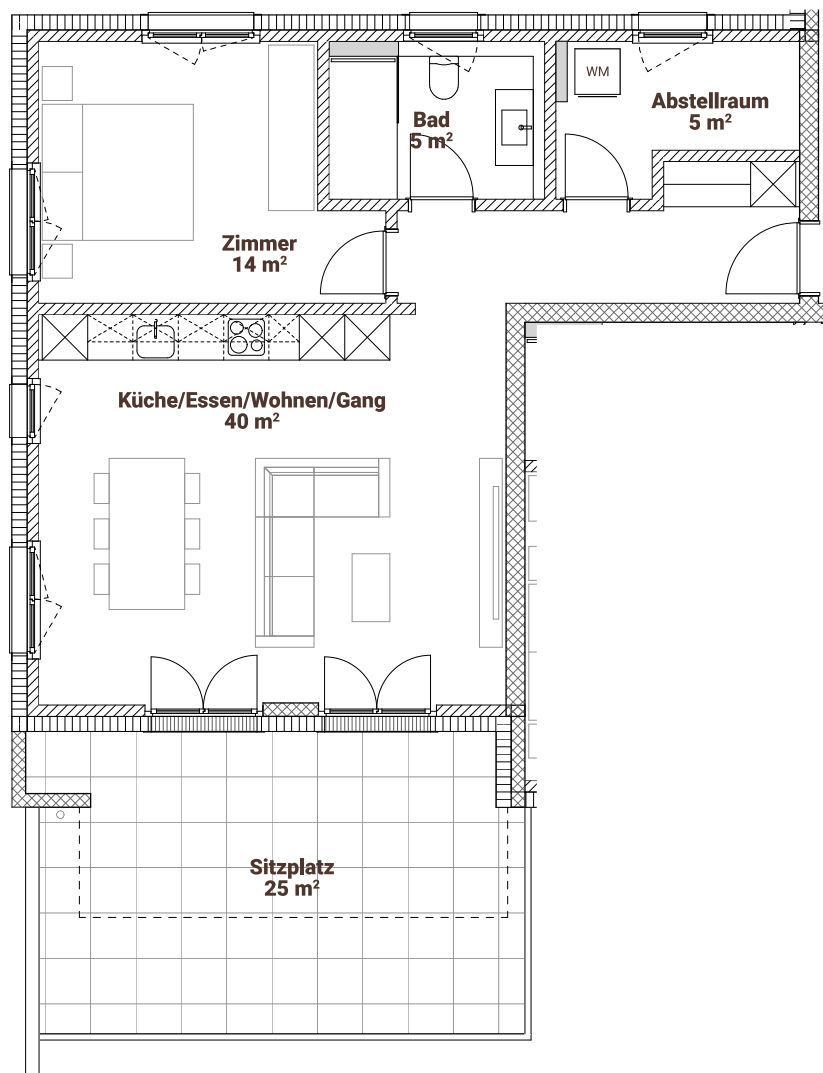 WM
Abstellraum
5 m²
Bad
5 m²
Zimmer
14 m²
Küche/Essen/Wohnen/Gang
40 m²
Sitzplatz
25 m²